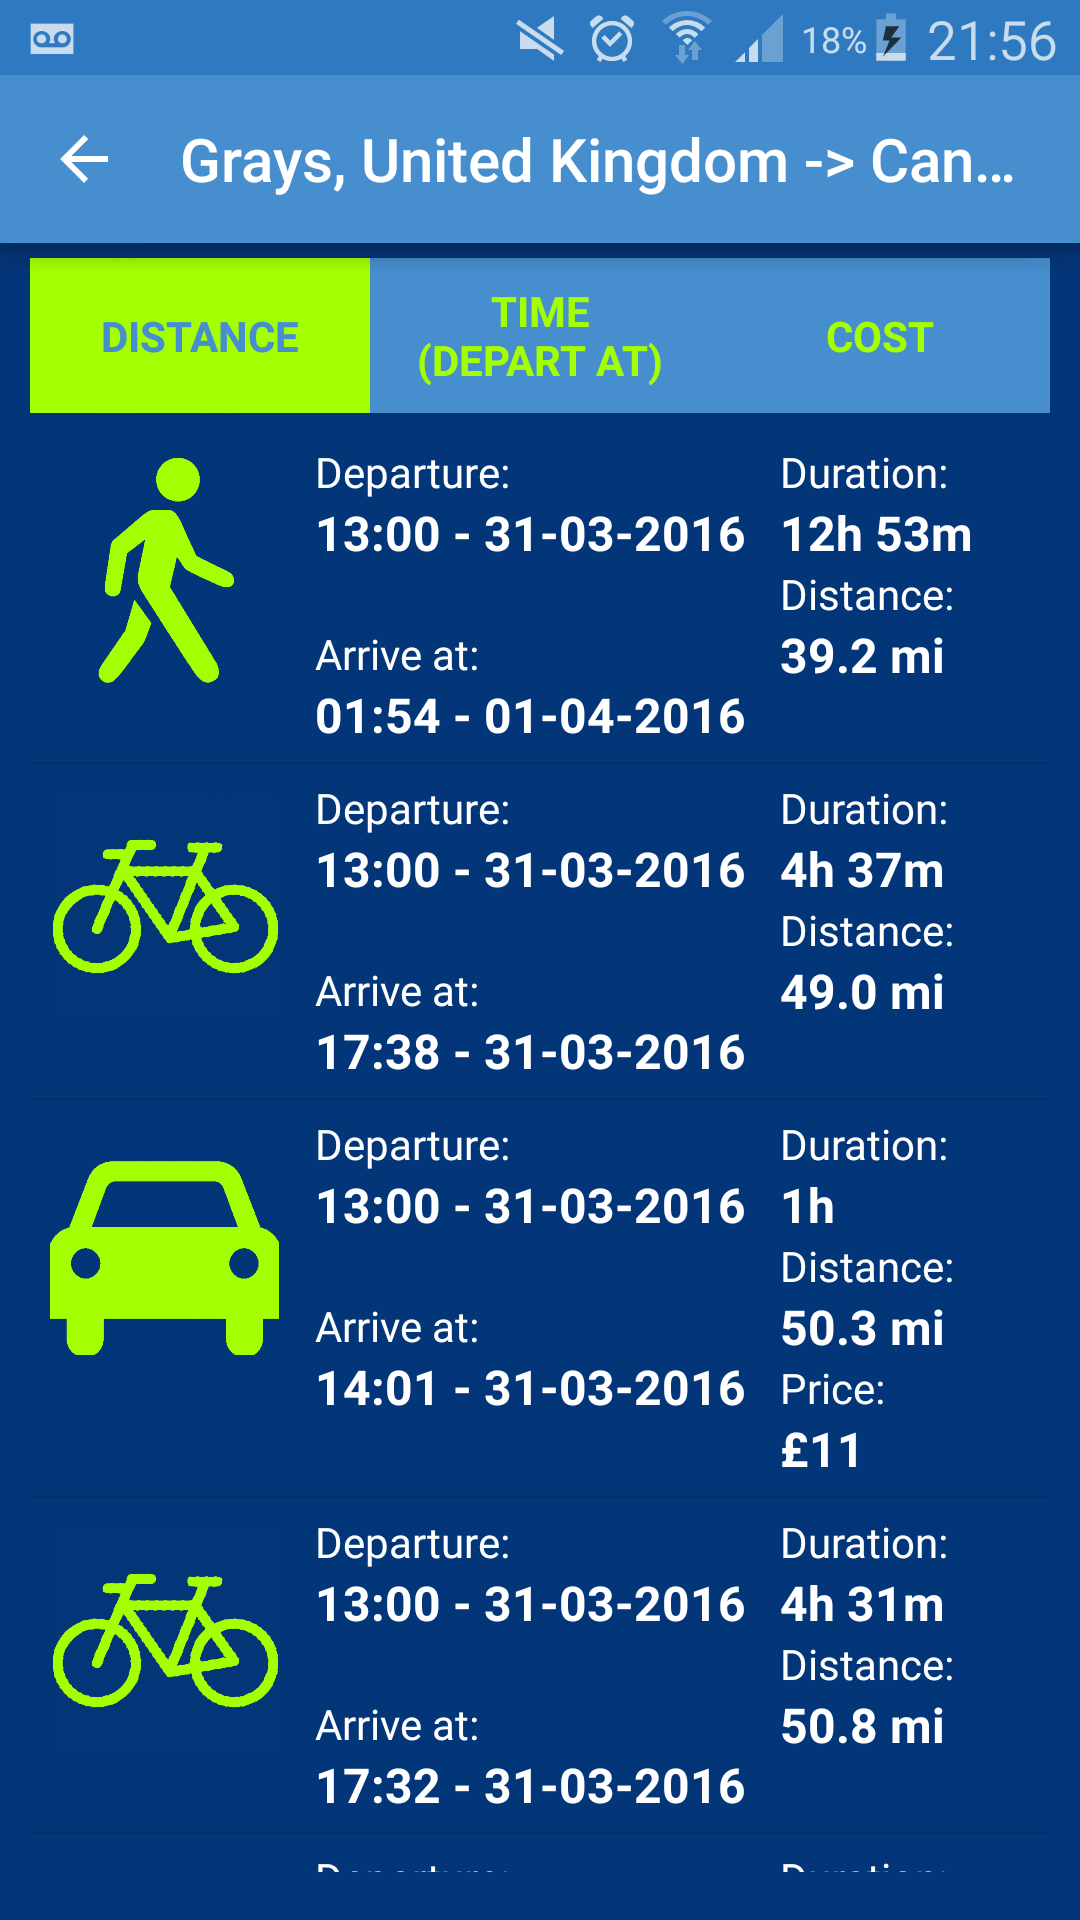 18% 21:56
Grays, United Kingdom -> Can...
DISTANCE
TIME
(DEPART AT)
COST
Departure:
13:00 - 31-03-2016
Arrive at:
01:54 - 01-04-2016
Duration:
12h 53m
Distance:
39.2 mi
Departure:
13:00 - 31-03-2016
Arrive at:
17:38 - 31-03-2016
Duration:
4h 37m
Distance:
49.0 mi
Departure:
13:00 - 31-03-2016
Arrive at:
14:01 - 31-03-2016
Duration:
1h
Distance:
50.3 mi
Price:
£11
Departure:
13:00 - 31-03-2016
Arrive at:
17:32 - 31-03-2016
Duration:
4h 31m
Distance:
50.8 mi